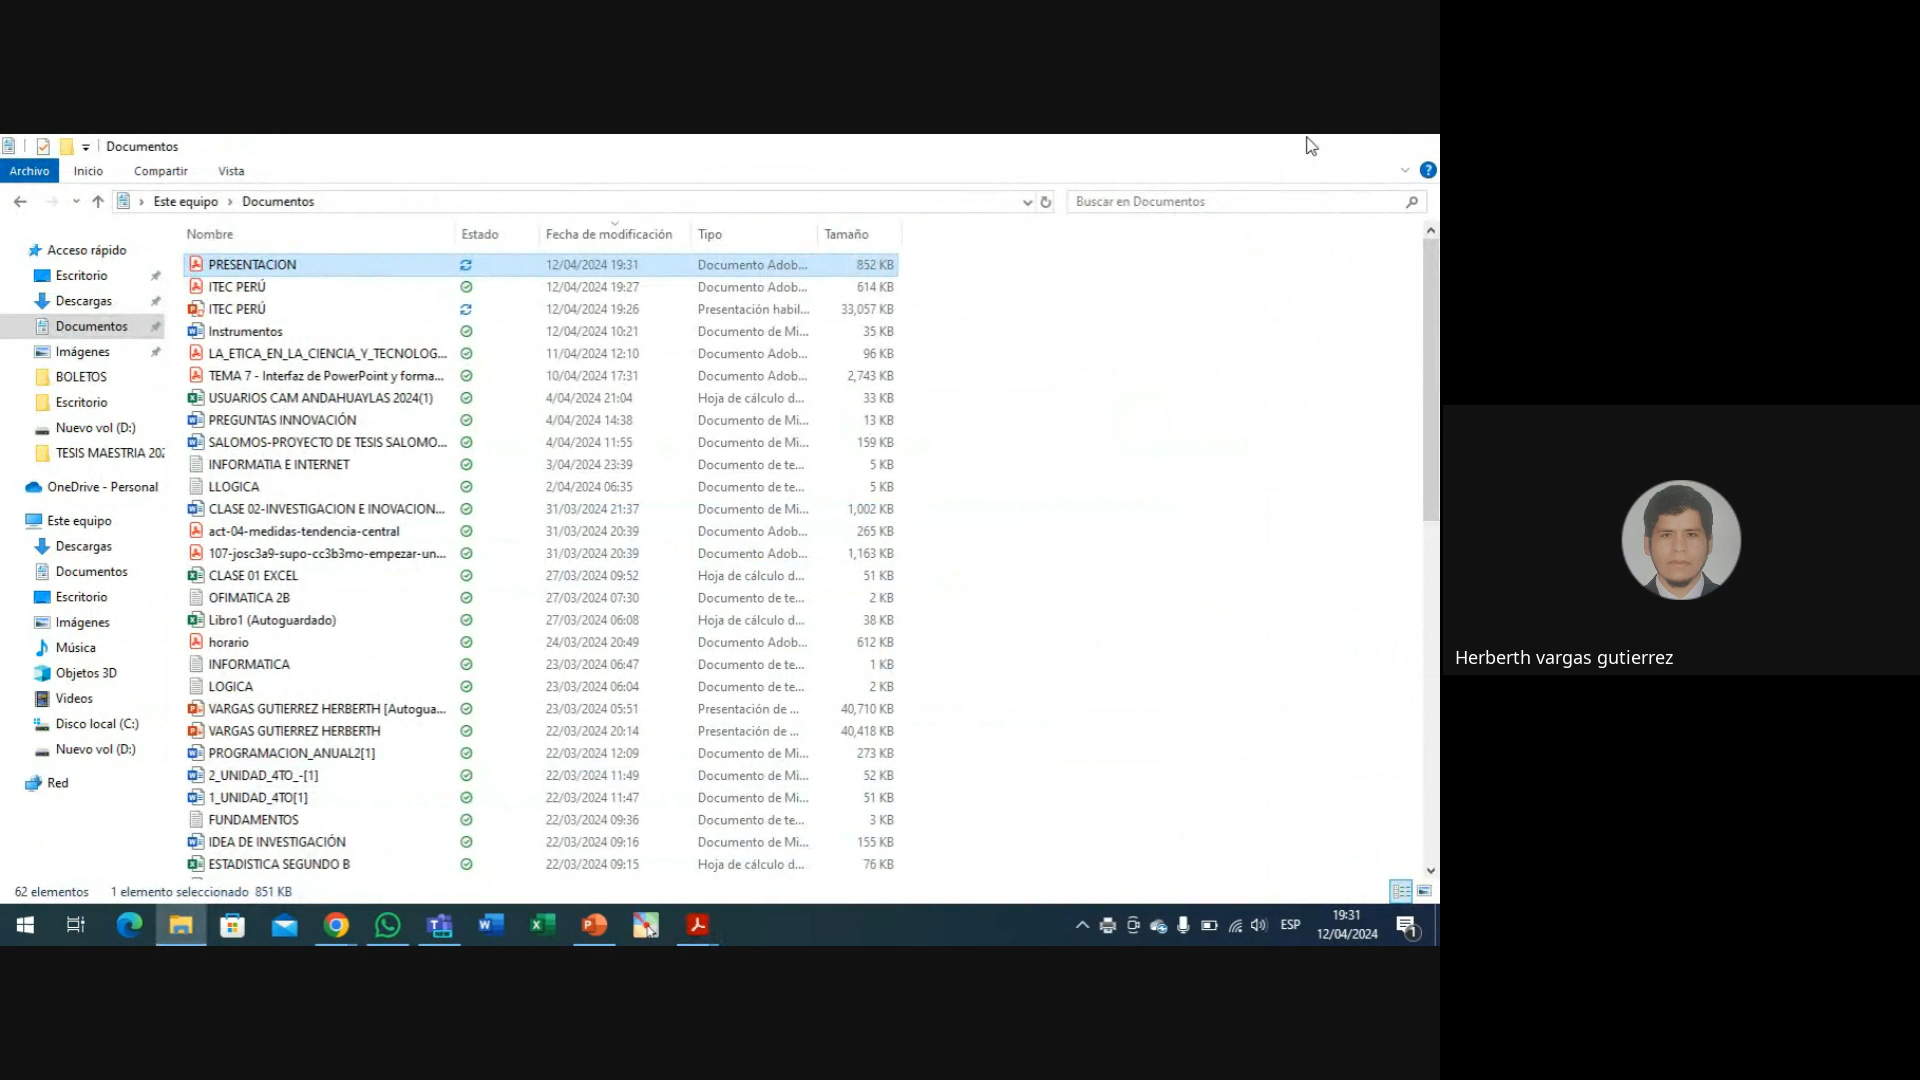 Documentos
Archivo Inicio Compartir Vista
Este equipo > Documentos
Buscar en Documentos
Nombre Estado Fecha de modificación Tipo Tamaño
Acceso rápido
Escritorio
Descargas
Documentos
Imágenes
BOLETOS
Escritorio
Nuevo vol (D:)
TESIS MAESTRIA 202
OneDrive - Personal
Este equipo
Descargas
Documentos
Escritorio
Imágenes
Música
Objetos 3D
Videos
Disco local (C:)
Nuevo vol (D:)
Red
PRESENTACION 12/04/2024 19:31 Documento Adob... 852 KB
ITEC PERÚ 12/04/2024 19:27 Documento Adob... 614 KB
ITEC PERÚ 12/04/2024 19:26 Presentación habil... 33,057 KB
Instrumentos 12/04/2024 10:21 Documento de Mi... 35 KB
LA_ETICA_EN_LA_CIENCIA_Y_TECNOLOG... 11/04/2024 12:10 Documento Adob... 96 KB
TEMA 7 - Interfaz de PowerPoint y forma... 10/04/2024 17:31 Documento Adob... 2,743 KB
USUARIOS CAM ANDAHUAYLAS 2024(1) 4/04/2024 21:04 Hoja de cálculo d... 33 KB
PREGUNTAS INNOVACIÓN 4/04/2024 14:38 Documento de Mi... 13 KB
SALOMOS-PROYECTO DE TESIS SALOMO... 4/04/2024 11:55 Documento de Mi... 159 KB
INFORMATIA E INTERNET 3/04/2024 23:39 Documento de te... 5 KB
LLOGICA 2/04/2024 06:35 Documento de te... 5 KB
CLASE 02-INVESTIGACION E INOVACION... 31/03/2024 21:37 Documento de Mi... 1,002 KB
act-04-medidas-tendencia-central 31/03/2024 20:39 Documento Adob... 265 KB
107-josc3a9-supo-cc3b3mo-empezar-un... 31/03/2024 20:39 Documento Adob... 1,163 KB
CLASE 01 EXCEL 27/03/2024 09:52 Hoja de cálculo d... 51 KB
OFIMATICA 2B 27/03/2024 07:30 Documento de te... 2 KB
Libro1 (Autoguardado) 27/03/2024 06:08 Hoja de cálculo d... 38 KB
horario 24/03/2024 20:49 Documento Adob... 612 KB
INFORMATICA 23/03/2024 06:47 Documento de te... 1 KB
LOGICA 23/03/2024 06:04 Documento de te... 2 KB
VARGAS GUTIERREZ HERBERTH [Autogua... 23/03/2024 05:51 Presentación de ... 40,710 KB
VARGAS GUTIERREZ HERBERTH 22/03/2024 20:14 Presentación de ... 40,418 KB
PROGRAMACION_ANUAL2[1] 22/03/2024 12:09 Documento de Mi... 273 KB
2_UNIDAD_4TO_-[1] 22/03/2024 11:49 Documento de Mi... 52 KB
1_UNIDAD_4TO[1] 22/03/2024 11:47 Documento de Mi... 51 KB
FUNDAMENTOS 22/03/2024 09:36 Documento de te... 3 KB
IDEA DE INVESTIGACIÓN 22/03/2024 09:16 Documento de Mi... 155 KB
ESTADISTICA SEGUNDO B 22/03/2024 09:15 Hoja de cálculo d... 76 KB
62 elementos 1 elemento seleccionado 851 KB
ESP
19:31
12/04/2024
1
Herberth vargas gutierrez